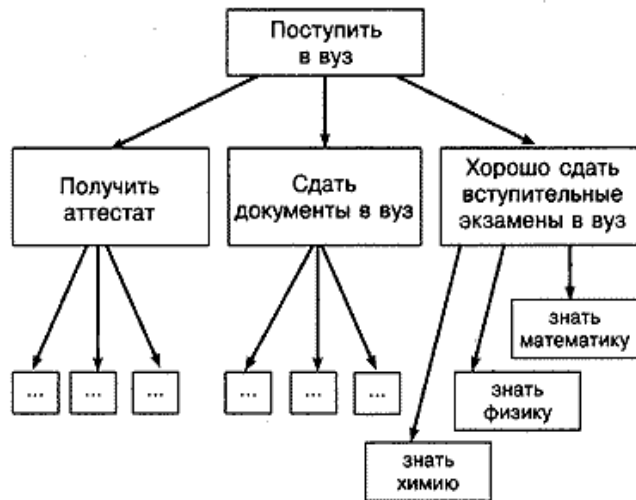 Поступить
в вуз
Получить
аттестат
Сдать
документы в вуз
Хорошо сдать
вступительные
экзамены в вуз
...
...
...
...
...
...
знать
математику
знать
физику
знать
химию